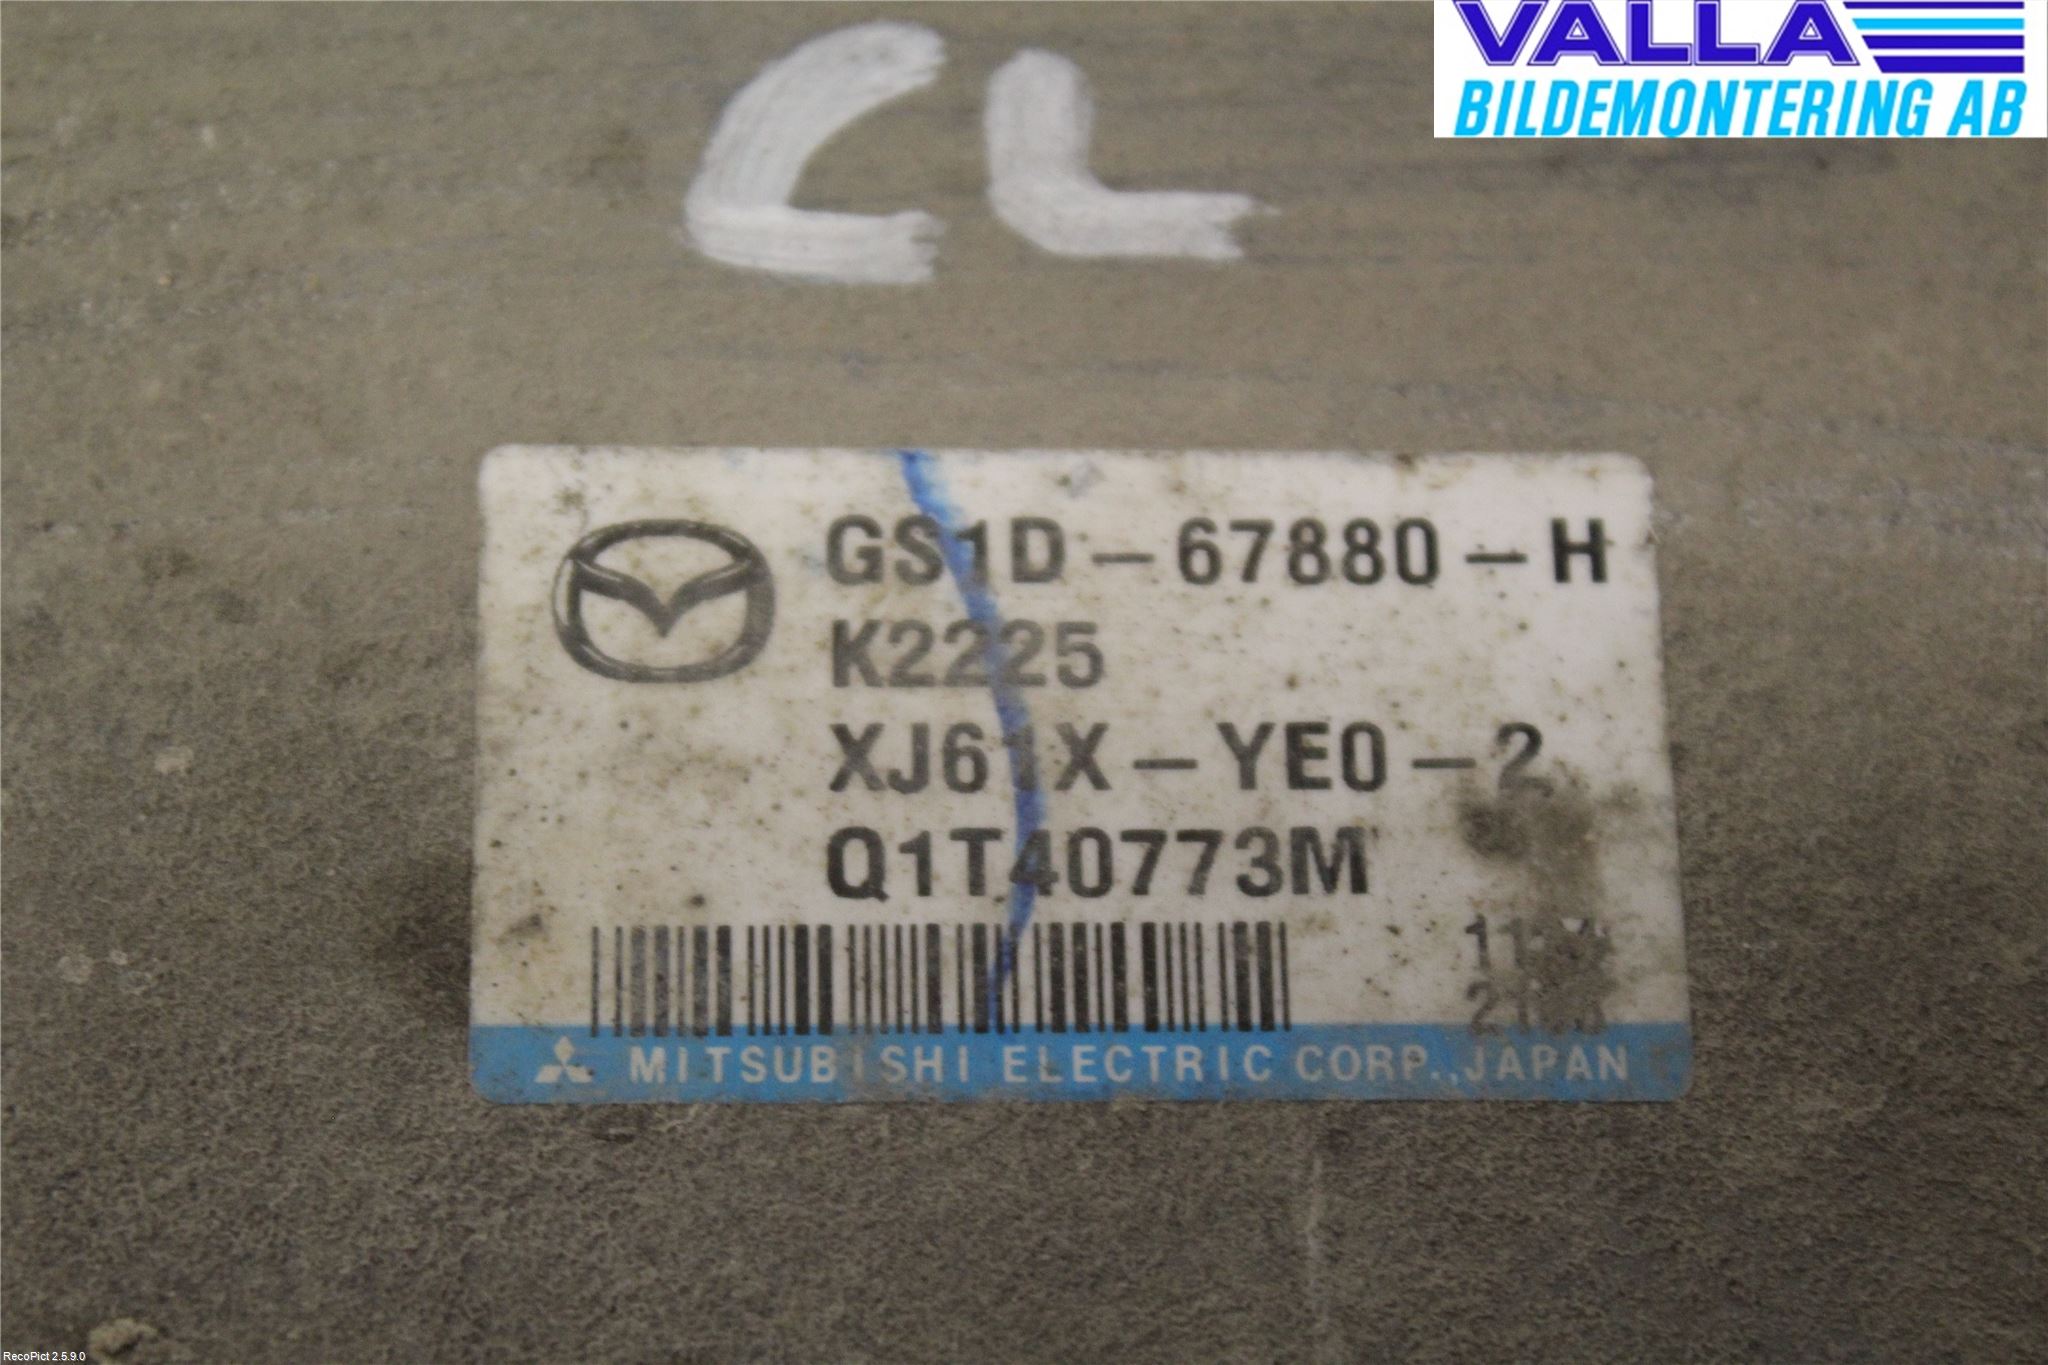 VALLA
BILDEMONTERING AB
CL
GS1D-67880-H
K2225
XJ61X-YE0-2
Q1T40773M
MITSUBISHI ELECTRIC CORP.,JAPAN
RecoPict 2.5.9.0